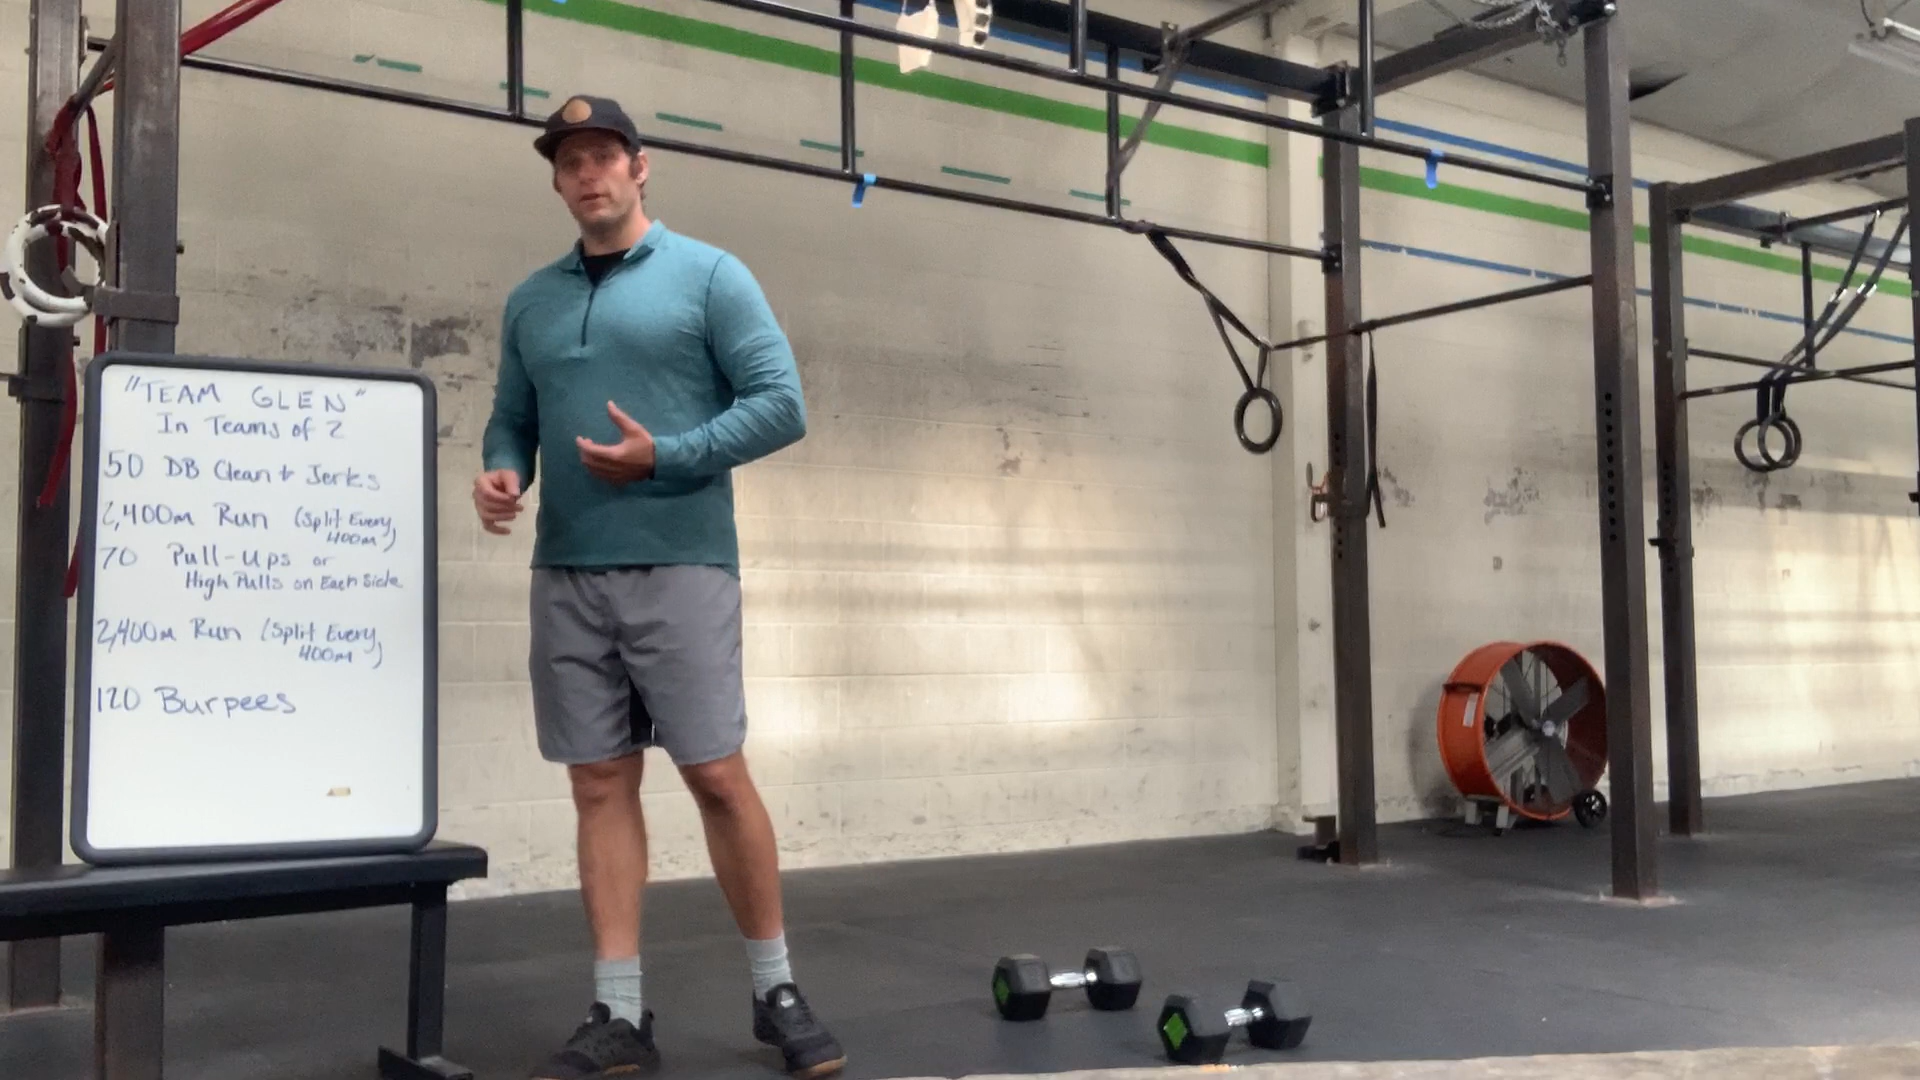 "TEAM GLEN"
In Teams of 2
50 DB Clean + Jerks
2,400m Run (Split Every
400m)
70 Pull-Ups or
High Pulls on Each Side
2,400m Run (Split Every
400m)
120 Burpees